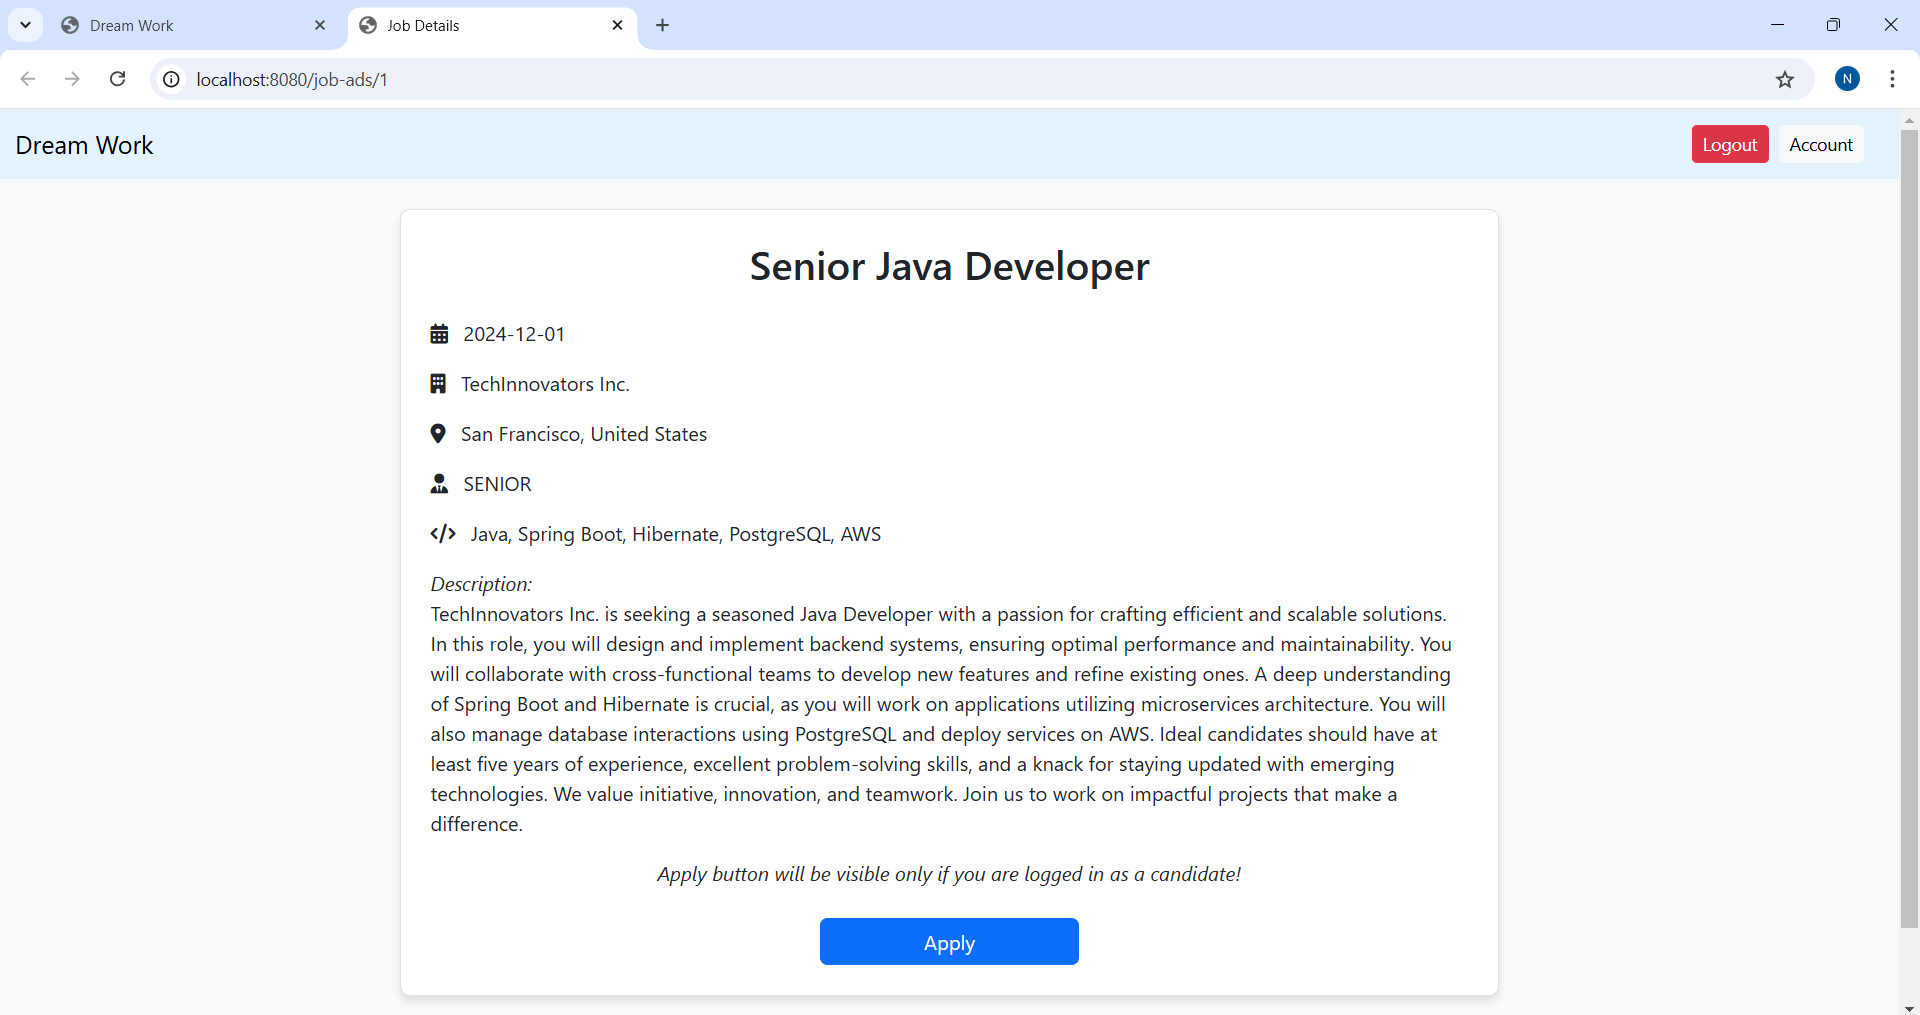 Dream Work
Job Details
localhost:8080/job-ads/1
N
Dream Work
Logout
Account
Senior Java Developer
2024-12-01
TechInnovators Inc.
San Francisco, United States
SENIOR
Java, Spring Boot, Hibernate, PostgreSQL, AWS
Description:
TechInnovators Inc. is seeking a seasoned Java Developer with a passion for crafting efficient and scalable solutions.
In this role, you will design and implement backend systems, ensuring optimal performance and maintainability. You
will collaborate with cross-functional teams to develop new features and refine existing ones. A deep understanding
of Spring Boot and Hibernate is crucial, as you will work on applications utilizing microservices architecture. You will
also manage database interactions using PostgreSQL and deploy services on AWS. Ideal candidates should have at
least five years of experience, excellent problem-solving skills, and a knack for staying updated with emerging
technologies. We value initiative, innovation, and teamwork. Join us to work on impactful projects that make a
difference.
Apply button will be visible only if you are logged in as a candidate!
Apply